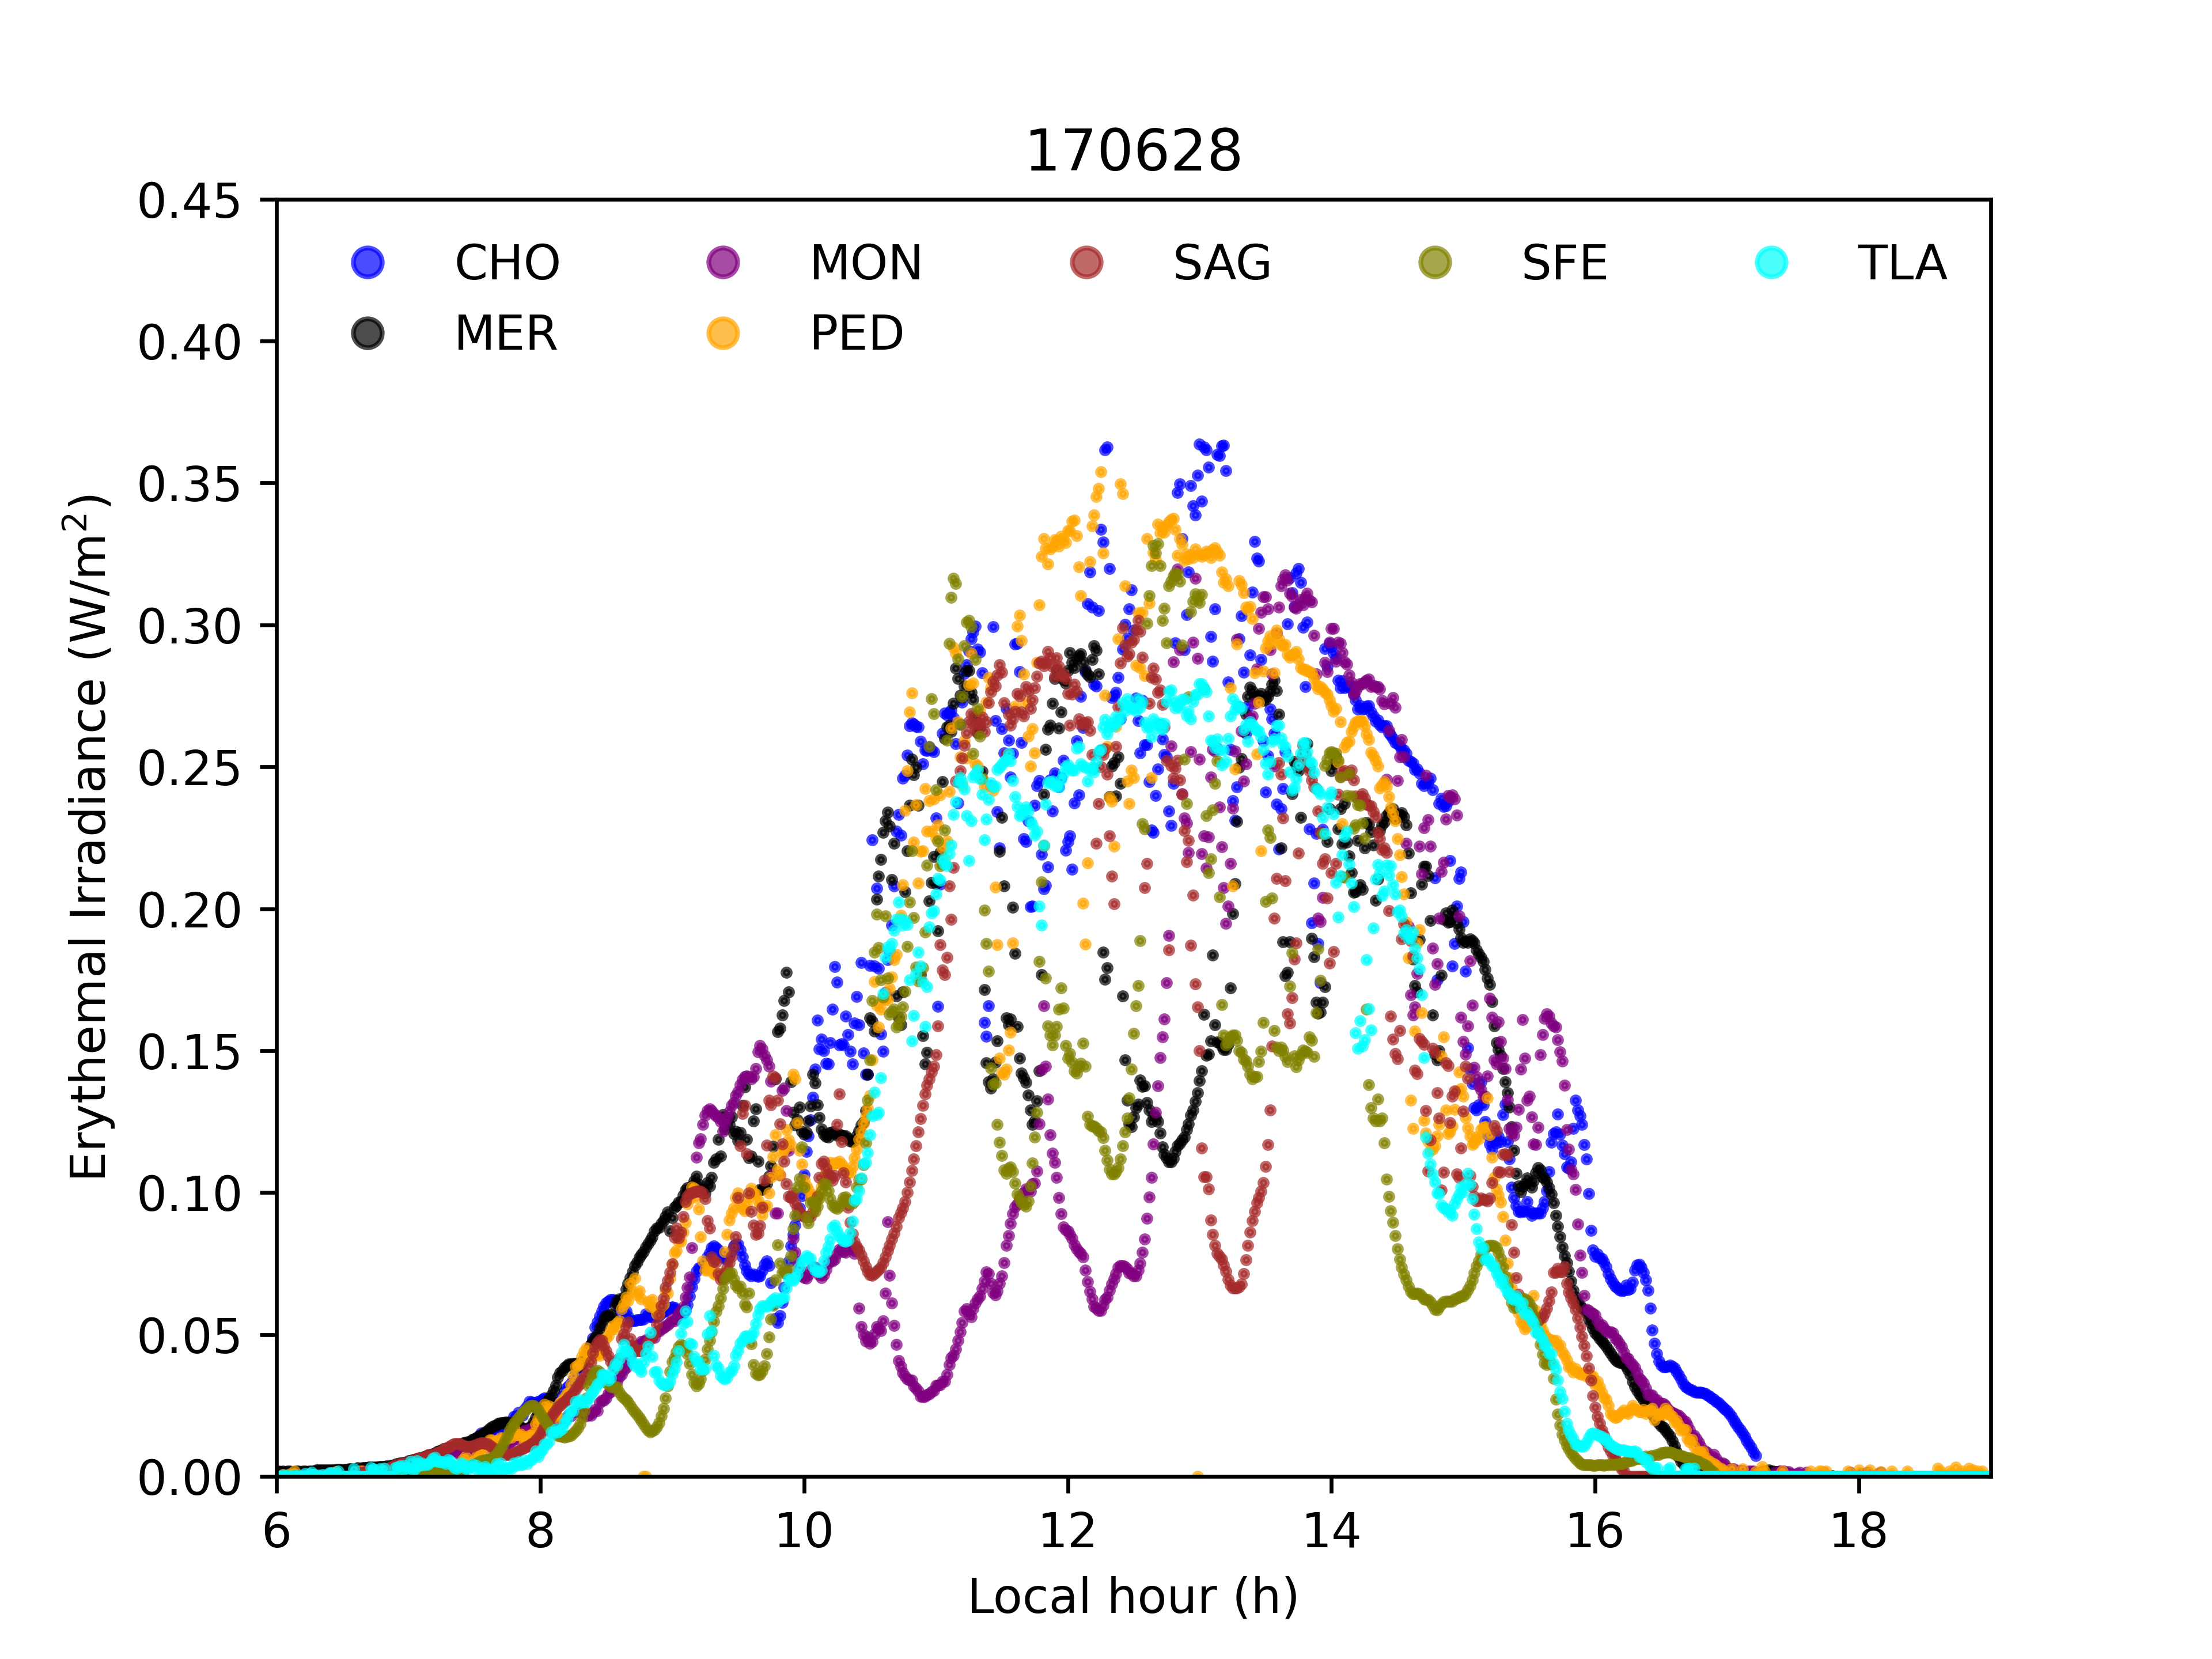 170628
Erythemal Irradiance (W/m²)
0.45
0.40
0.35
0.30
0.25
0.20
0.15
0.10
0.05
0.00
CHO MON SAG SFE TLA
MER PED
6 8 10 12 14 16 18
Local hour (h)